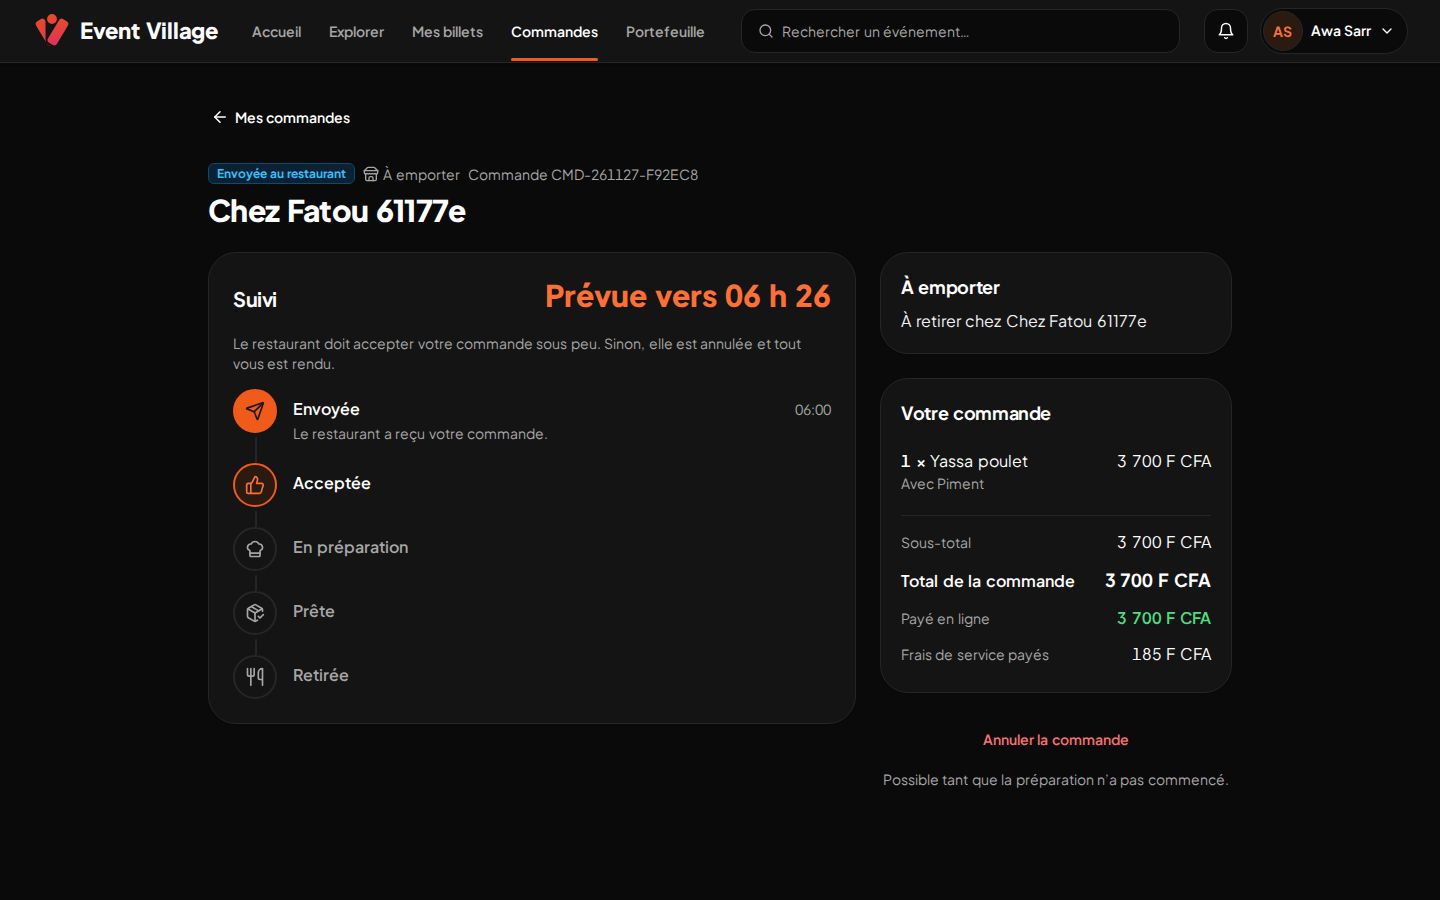 Event Village
Accueil
Explorer
Mes billets
Commandes
Portefeuille
Rechercher un événement…
AS
Awa Sarr
Mes commandes
Envoyée au restaurant
À emporter
Commande CMD-261127-F92EC8
Chez Fatou 61177e
Suivi
Prévue vers 06 h 26
Le restaurant doit accepter votre commande sous peu. Sinon, elle est annulée et tout
vous est rendu.
Envoyée
06:00
Le restaurant a reçu votre commande.
Acceptée
En préparation
Prête
Retirée
À emporter
À retirer chez Chez Fatou 61177e
Votre commande
1 × Yassa poulet
3 700 F CFA
Avec Piment
Sous-total
3 700 F CFA
Total de la commande
3 700 F CFA
Payé en ligne
3 700 F CFA
Frais de service payés
185 F CFA
Annuler la commande
Possible tant que la préparation n'a pas commencé.